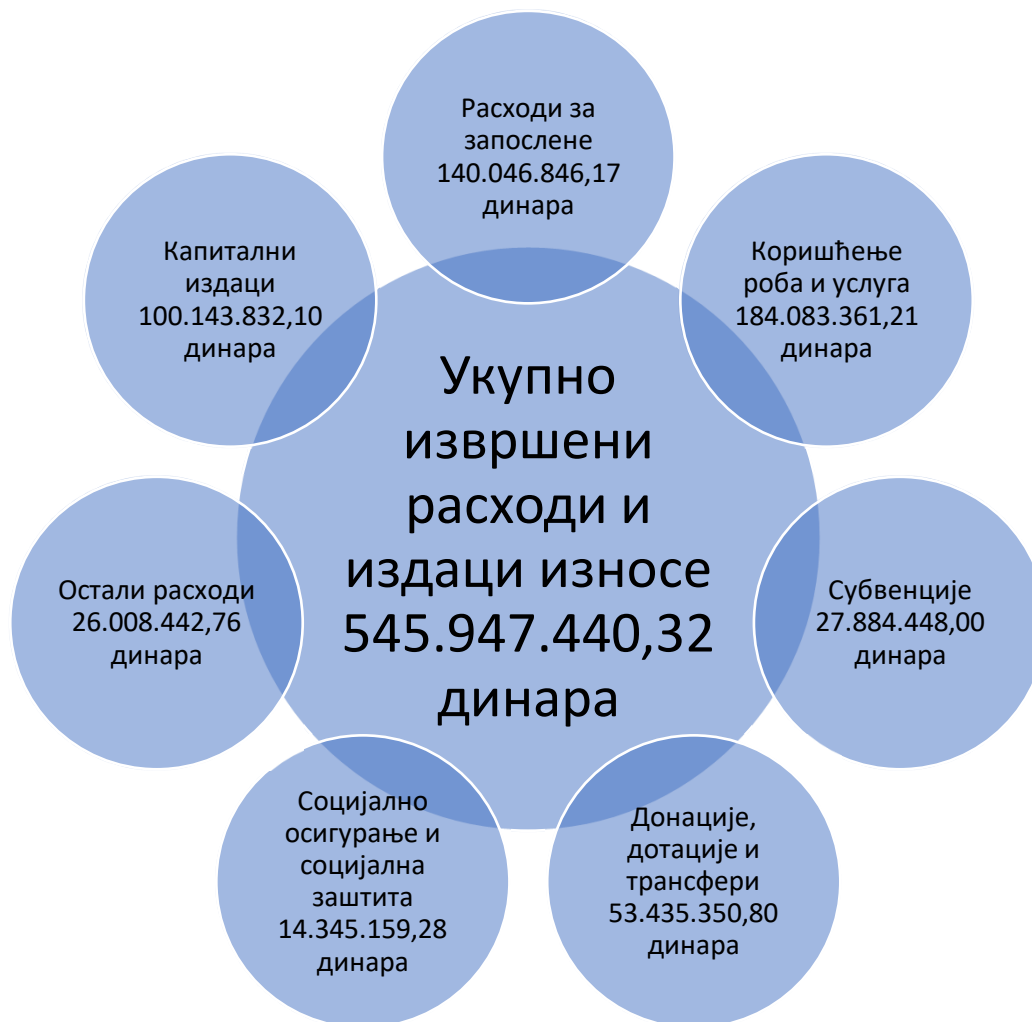 Расходи за
запослене
140.046.846,17
динара
Коришћење
роба и услуга
184.083.361,21
динара
Субвенције
27.884.448,00
динара
Донације,
дотације и
трансфери
53.435.350,80
динара
Социјално
осигурање и
социјална
заштита
14.345.159,28
динара
Остали расходи
26.008.442,76
динара
Капитални
издаци
100.143.832,10
динара
Укупно
извршени
расходи и
издаци износе
545.947.440,32
динара